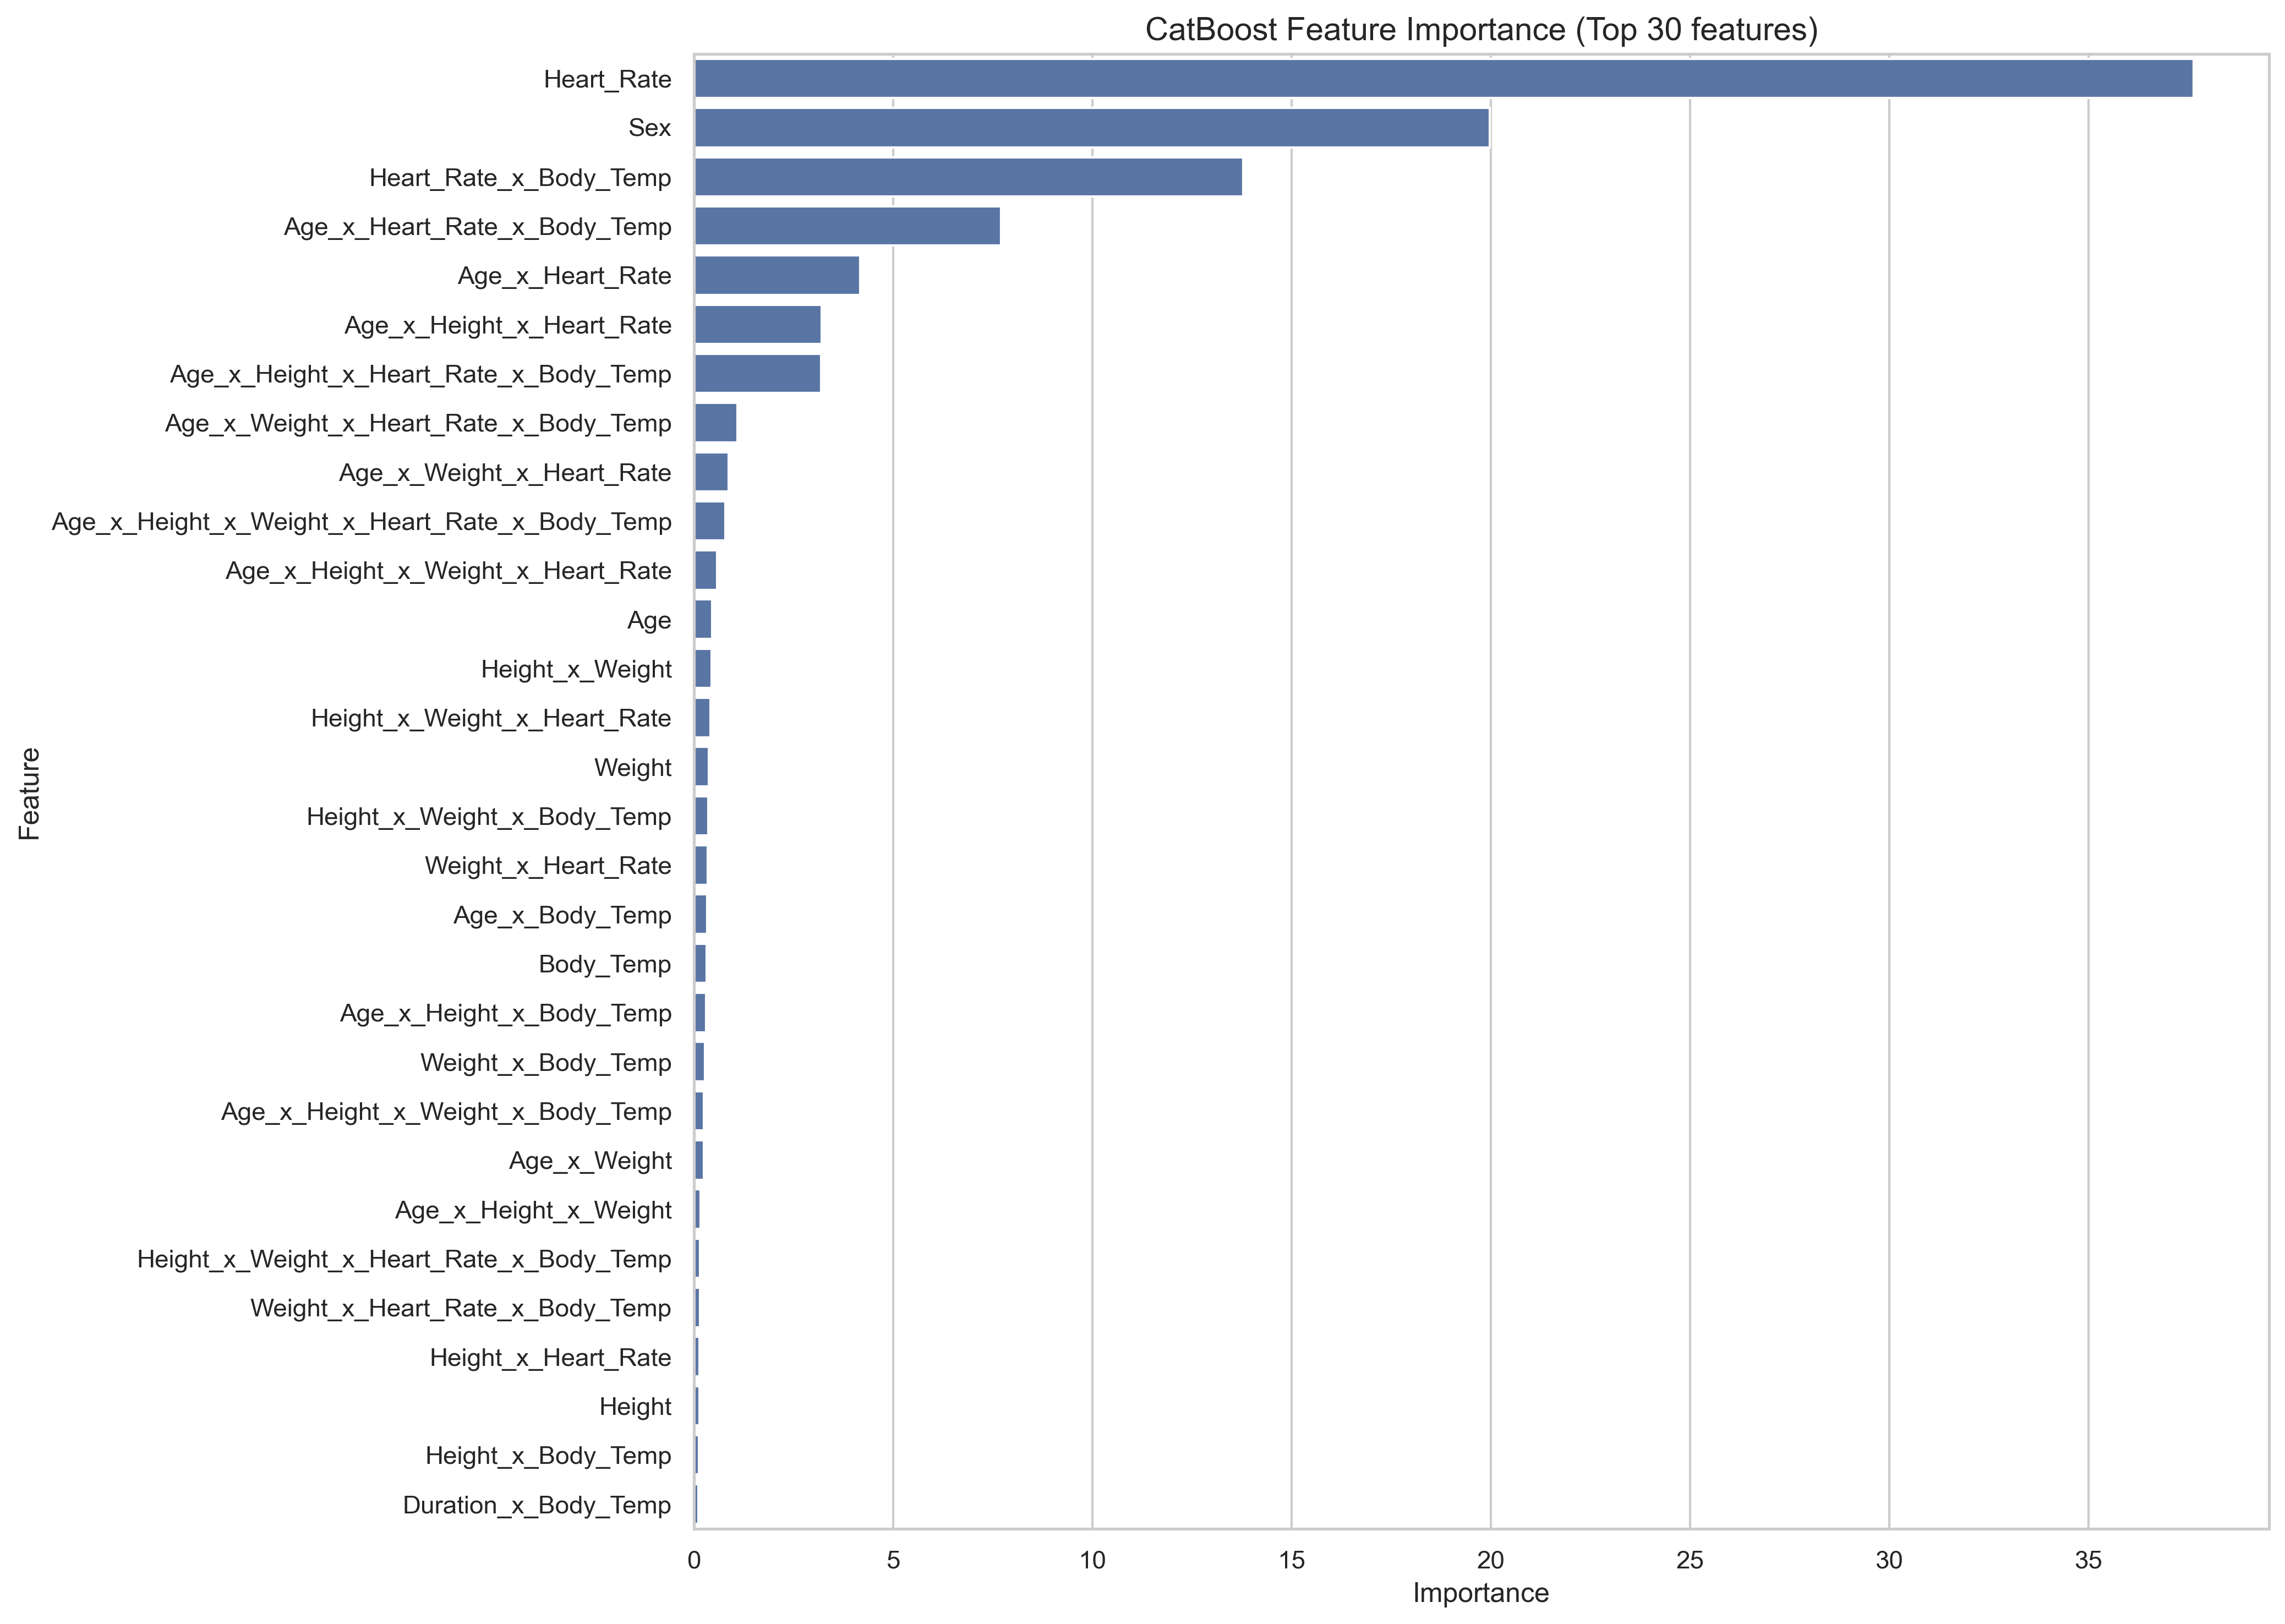 CatBoost Feature Importance (Top 30 features)
Heart_Rate
Sex
Heart_Rate_x_Body_Temp
Age_x_Heart_Rate_x_Body_Temp
Age_x_Heart_Rate
Age_x_Height_x_Heart_Rate
Age_x_Height_x_Heart_Rate_x_Body_Temp
Age_x_Weight_x_Heart_Rate_x_Body_Temp
Age_x_Weight_x_Heart_Rate
Age_x_Height_x_Weight_x_Heart_Rate_x_Body_Temp
Age_x_Height_x_Weight_x_Heart_Rate
Age
Height_x_Weight
Height_x_Weight_x_Heart_Rate
Weight
Height_x_Weight_x_Body_Temp
Weight_x_Heart_Rate
Age_x_Body_Temp
Body_Temp
Age_x_Height_x_Body_Temp
Weight_x_Body_Temp
Age_x_Height_x_Weight_x_Body_Temp
Age_x_Weight
Age_x_Height_x_Weight
Height_x_Weight_x_Heart_Rate_x_Body_Temp
Weight_x_Heart_Rate_x_Body_Temp
Height_x_Heart_Rate
Height
Height_x_Body_Temp
Duration_x_Body_Temp
Feature
0 5 10 15 20 25 30 35
Importance